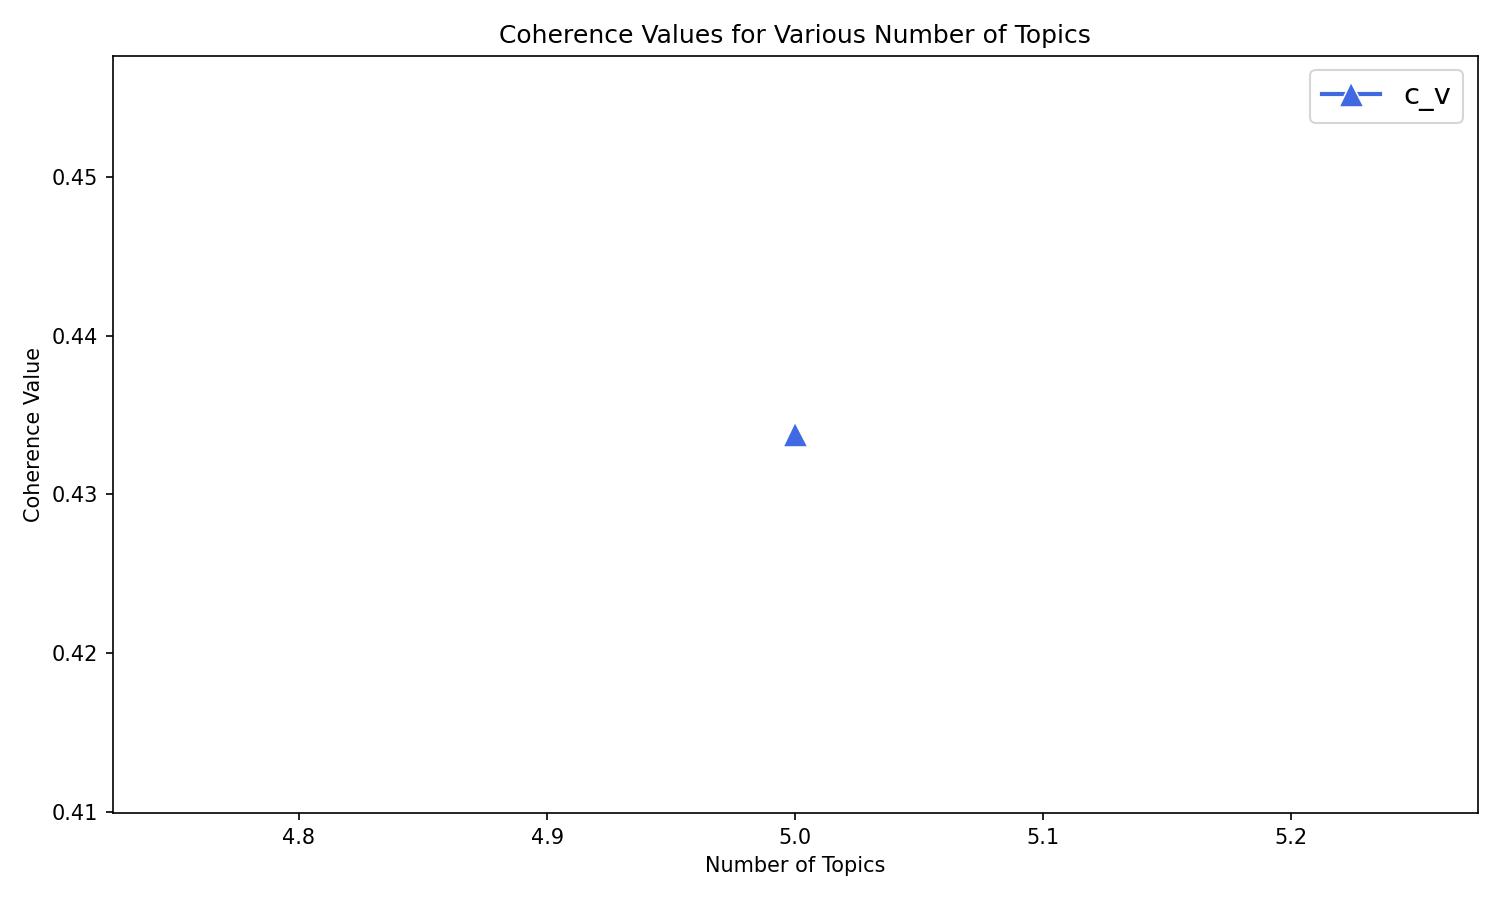 Coherence Values for Various Number of Topics
c_v
Coherence Value
0.45
0.44
0.43
0.42
0.41
4.8 4.9 5.0 5.1 5.2
Number of Topics